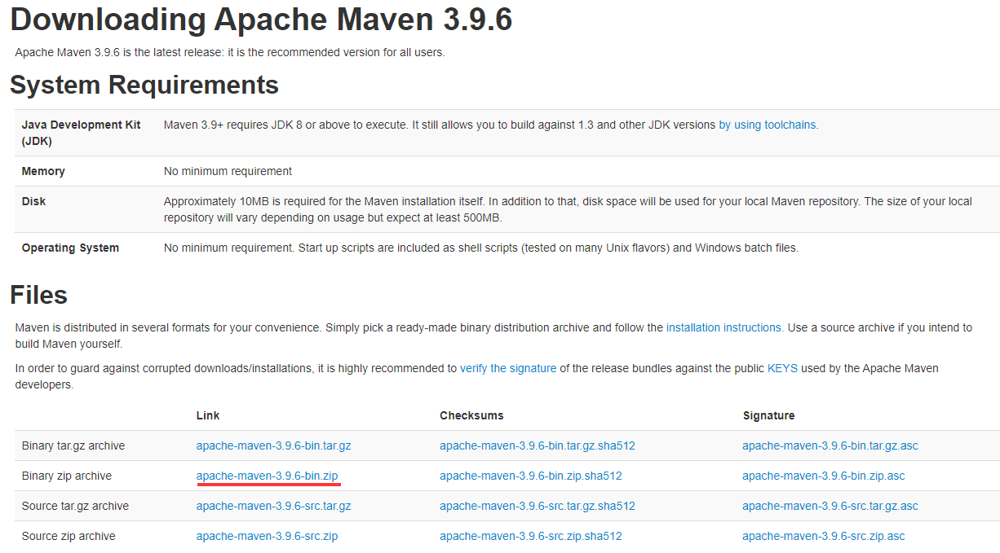 Downloading Apache Maven 3.9.6
Apache Maven 3.9.6 is the latest release: it is the recommended version for all users.
System Requirements
Java Development Kit (JDK) Maven 3.9+ requires JDK 8 or above to execute. It still allows you to build against 1.3 and other JDK versions by using toolchains.
Memory No minimum requirement
Disk Approximately 10MB is required for the Maven installation itself. In addition to that, disk space will be used for your local Maven repository. The size of your local
repository will vary depending on usage but expect at least 500MB.
Operating System No minimum requirement. Start up scripts are included as shell scripts (tested on many Unix flavors) and Windows batch files.
Files
Maven is distributed in several formats for your convenience. Simply pick a ready-made binary distribution archive and follow the installation instructions. Use a source archive if you intend to
build Maven yourself.
In order to guard against corrupted downloads/installations, it is highly recommended to verify the signature of the release bundles against the public KEYS used by the Apache Maven
developers.
Link Checksums Signature
Binary tar.gz archive apache-maven-3.9.6-bin.tar.gz apache-maven-3.9.6-bin.tar.gz.sha512 apache-maven-3.9.6-bin.tar.gz.asc
Binary zip archive apache-maven-3.9.6-bin.zip apache-maven-3.9.6-bin.zip.sha512 apache-maven-3.9.6-bin.zip.asc
Source tar.gz archive apache-maven-3.9.6-src.tar.gz apache-maven-3.9.6-src.tar.gz.sha512 apache-maven-3.9.6-src.tar.gz.asc
Source zip archive apache-maven-3.9.6-src.zip apache-maven-3.9.6-src.zip.sha512 apache-maven-3.9.6-src.zip.asc